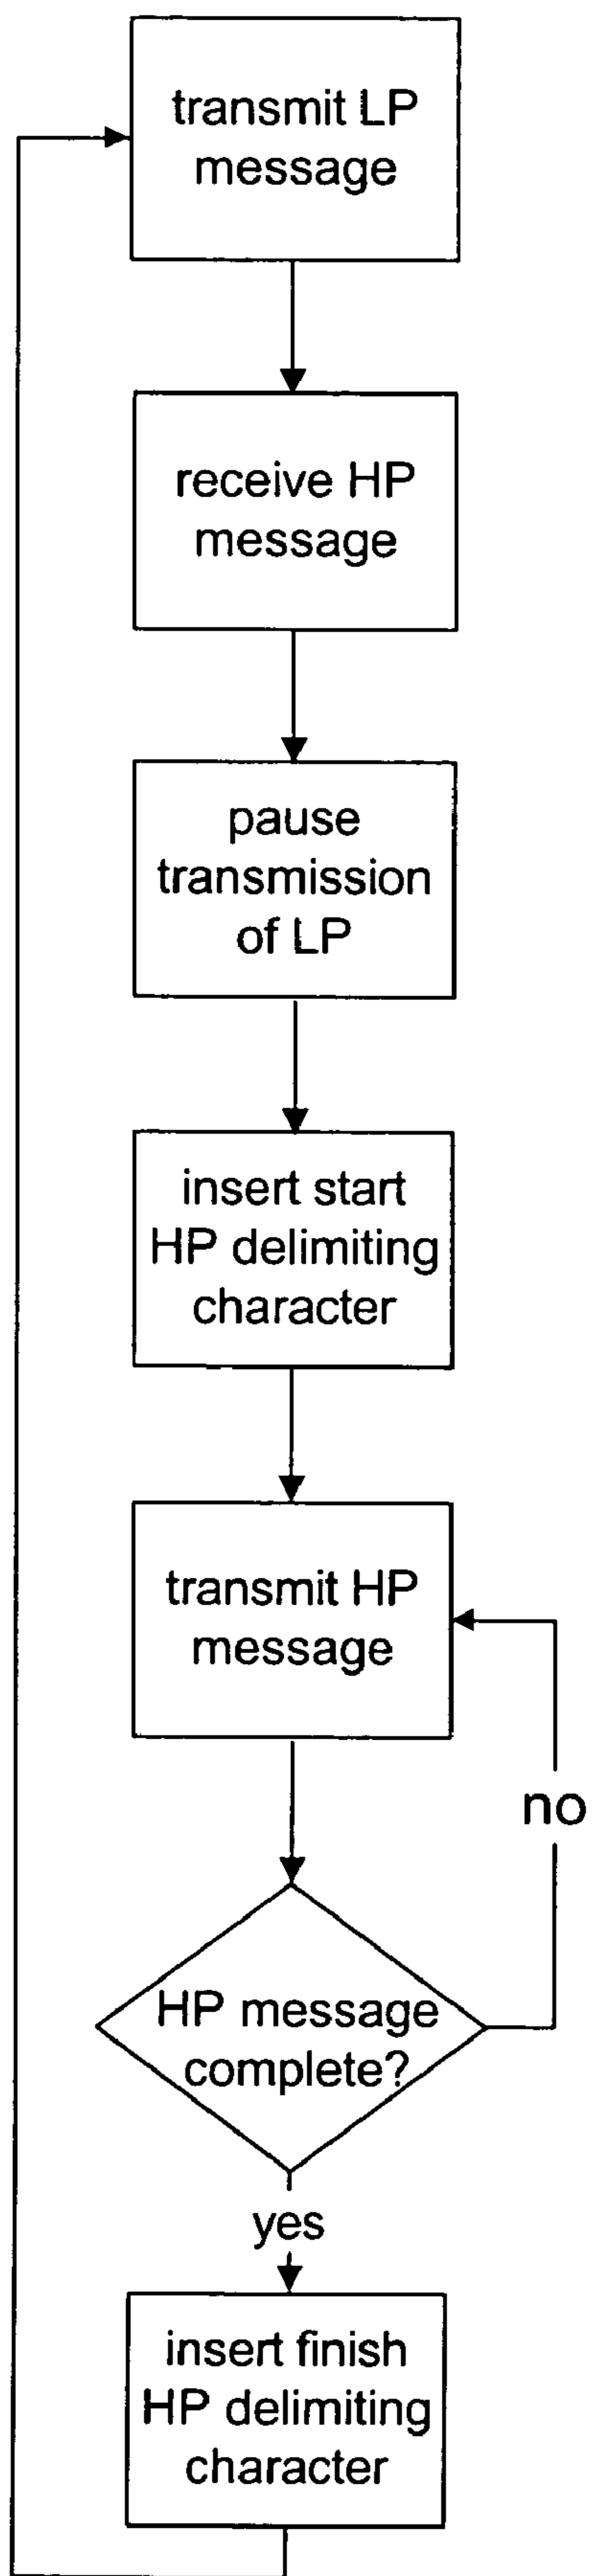 transmit LP
message
receive HP
message
pause
transmission
of LP
insert start
HP delimiting
character
transmit HP
message
no
HP message
complete?
yes
insert finish
HP delimiting
character